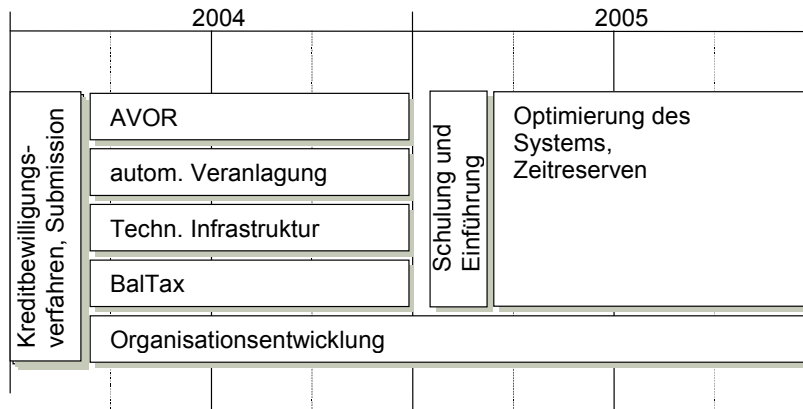 2004
2005
Kreditbewilligungs-
verfahren, Submission
AVOR
autom. Veranlagung
Techn. Infrastruktur
BalTax
Organisationsentwicklung
Schulung und
Einführung
Optimierung des
Systems,
Zeitreserven